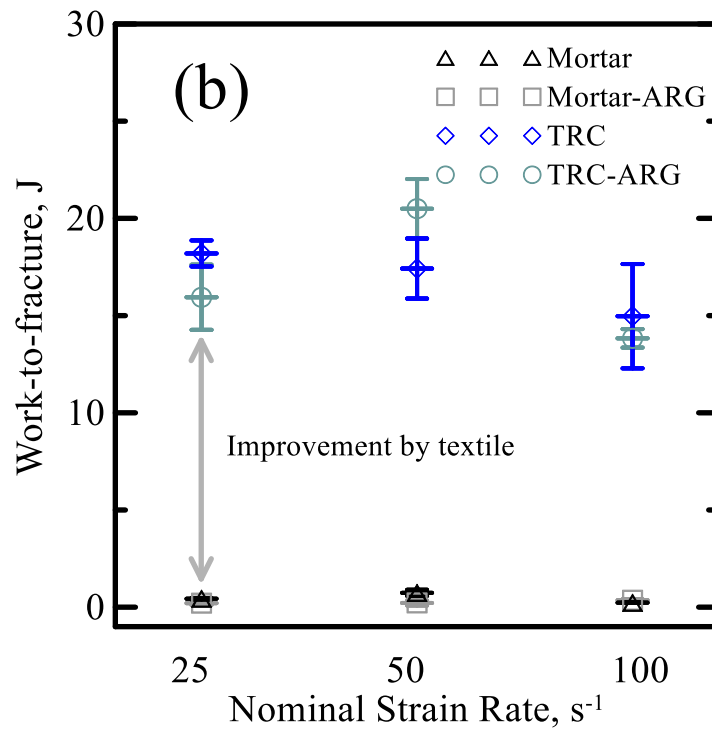 30
(b)
Mortar
Mortar-ARG
TRC
TRC-ARG
20
10
0
Work-to-fracture, J
Improvement by textile
25 50 100
Nominal Strain Rate, s⁻¹